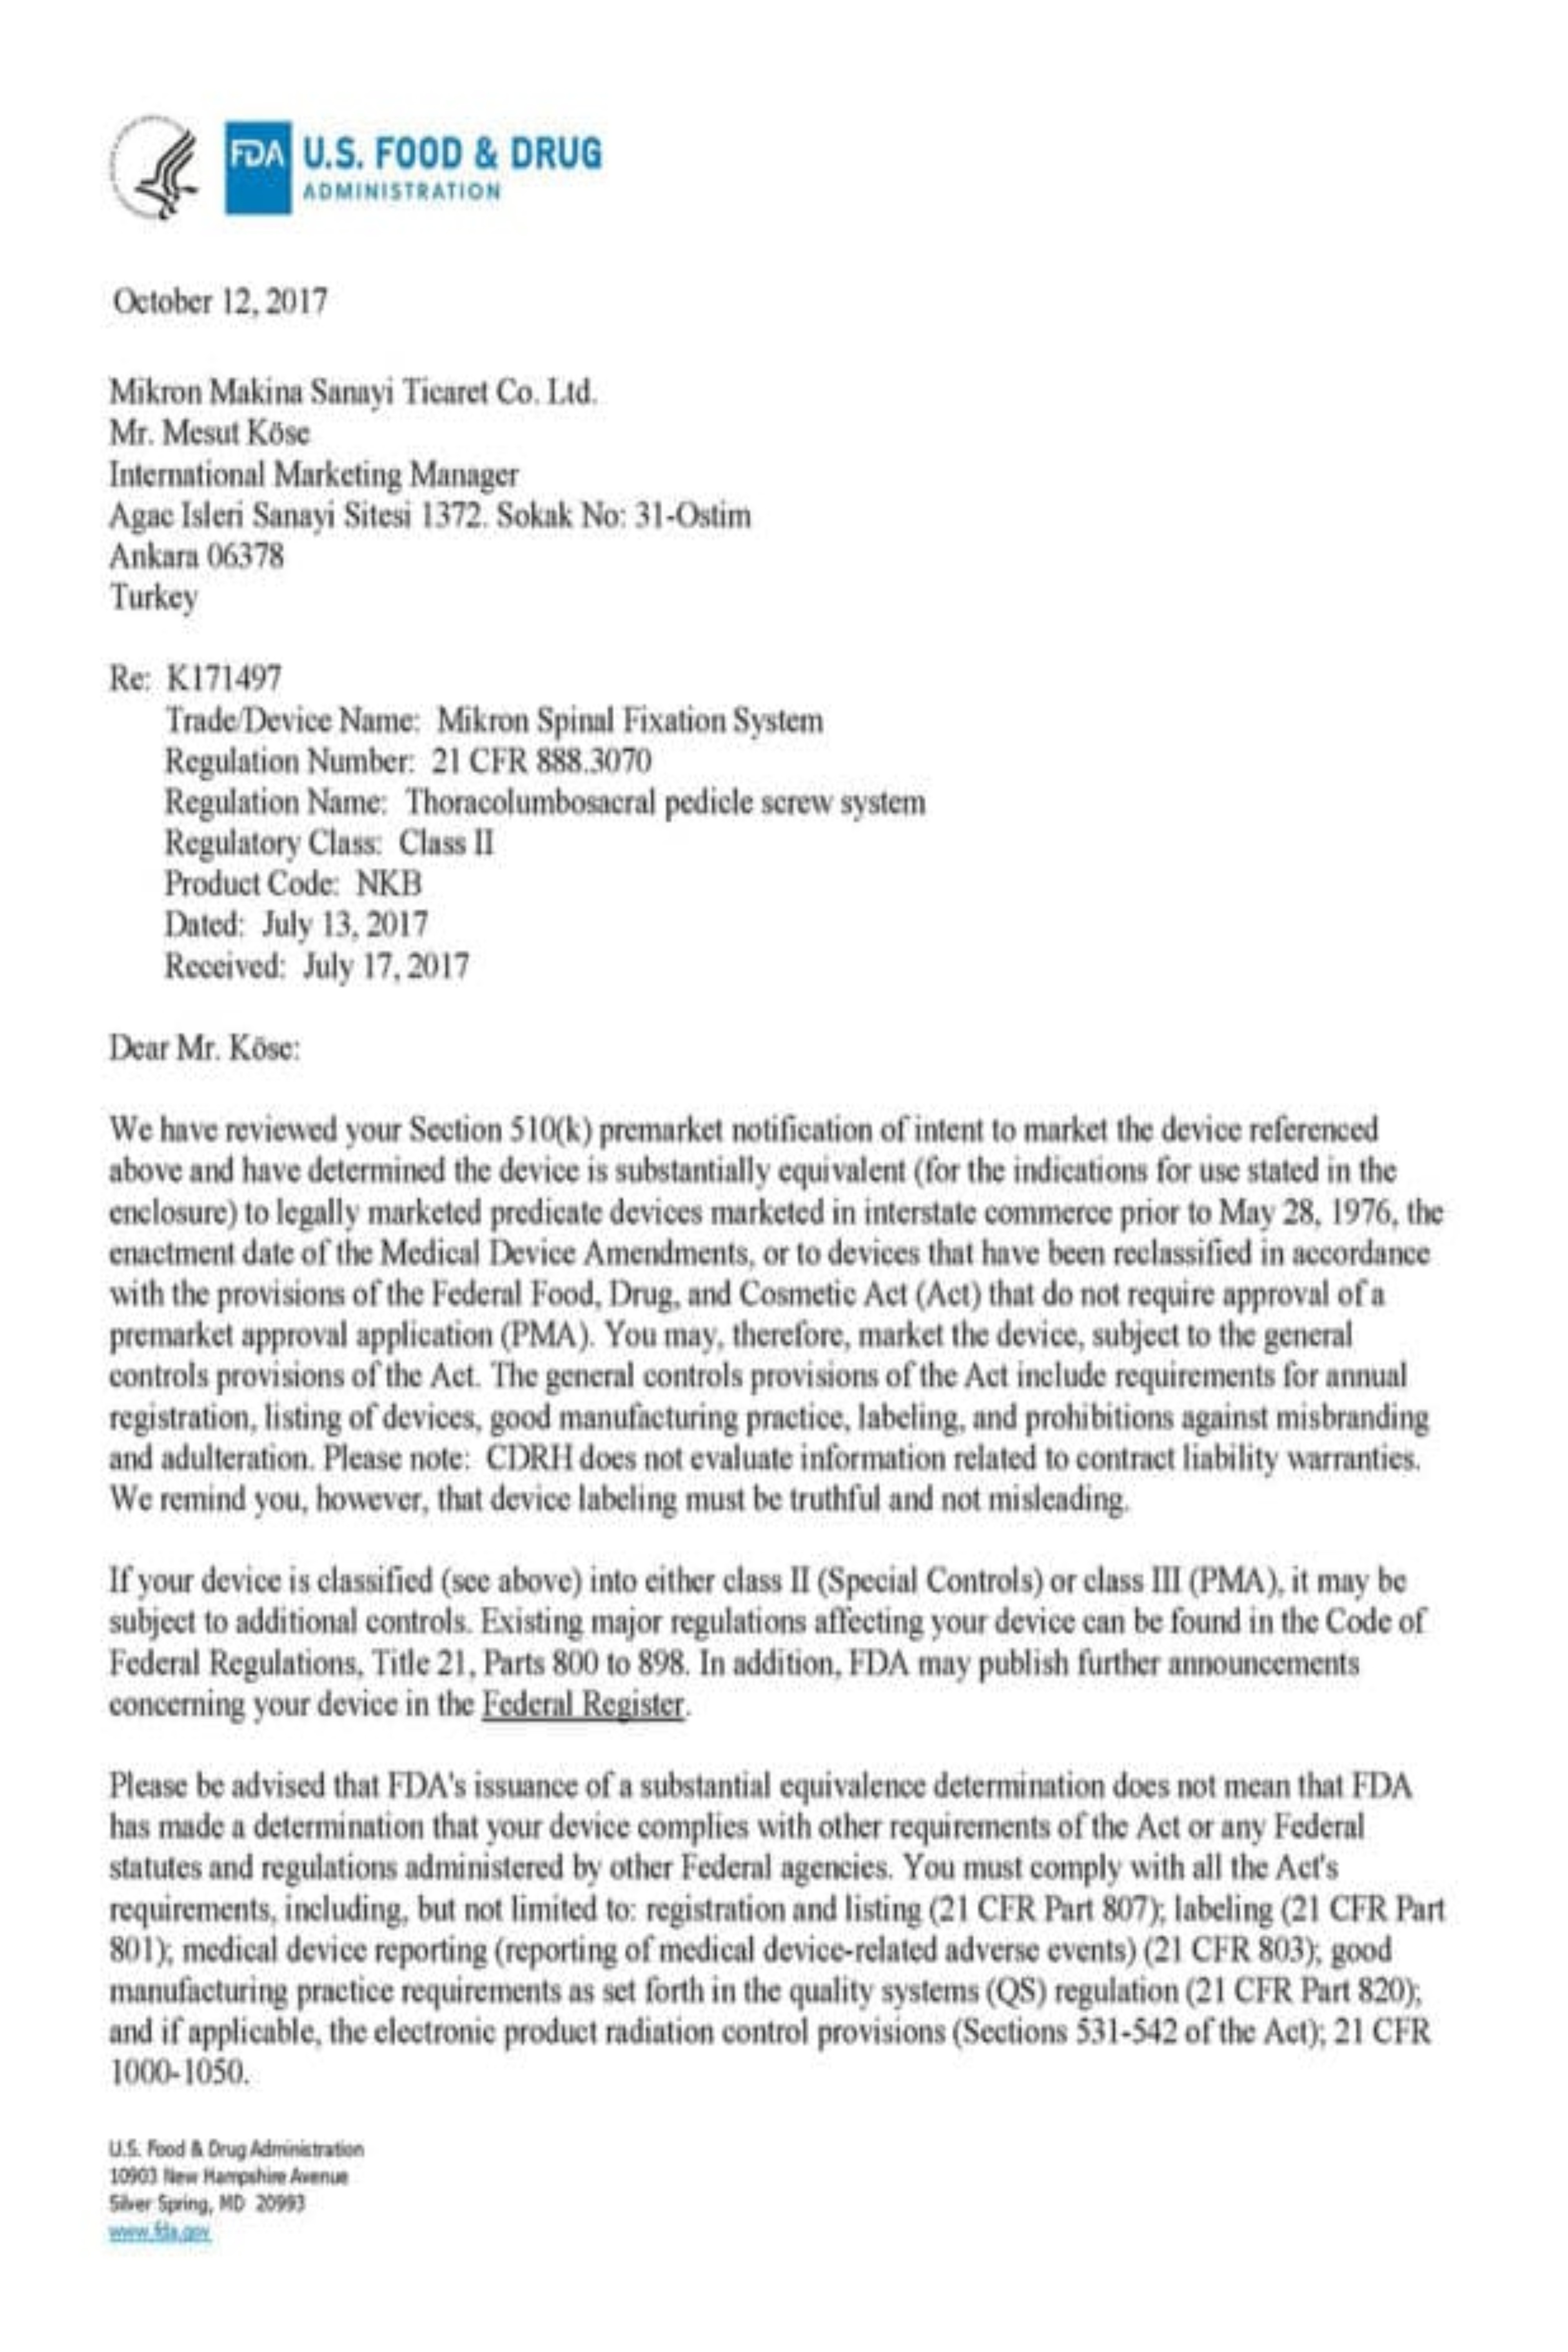 FDA U.S. FOOD & DRUG
ADMINISTRATION
October 12, 2017
Mikron Makina Sanayi Ticaret Co. Ltd.
Mr. Mesut Köse
International Marketing Manager
Agac Isleri Sanayi Sitesi 1372. Sokak No: 31-Ostim
Ankara 06378
Turkey
Re: K171497
Trade/Device Name: Mikron Spinal Fixation System
Regulation Number: 21 CFR 888.3070
Regulation Name: Thoracolumbosacral pedicle screw system
Regulatory Class: Class II
Product Code: NKB
Dated: July 13, 2017
Received: July 17, 2017
Dear Mr. Köse:
We have reviewed your Section 510(k) premarket notification of intent to market the device referenced
above and have determined the device is substantially equivalent (for the indications for use stated in the
enclosure) to legally marketed predicate devices marketed in interstate commerce prior to May 28, 1976, the
enactment date of the Medical Device Amendments, or to devices that have been reclassified in accordance
with the provisions of the Federal Food, Drug, and Cosmetic Act (Act) that do not require approval of a
premarket approval application (PMA). You may, therefore, market the device, subject to the general
controls provisions of the Act. The general controls provisions of the Act include requirements for annual
registration, listing of devices, good manufacturing practice, labeling, and prohibitions against misbranding
and adulteration. Please note: CDRH does not evaluate information related to contract liability warranties.
We remind you, however, that device labeling must be truthful and not misleading.
If your device is classified (see above) into either class II (Special Controls) or class III (PMA), it may be
subject to additional controls. Existing major regulations affecting your device can be found in the Code of
Federal Regulations, Title 21, Parts 800 to 898. In addition, FDA may publish further announcements
concerning your device in the Federal Register.
Please be advised that FDA's issuance of a substantial equivalence determination does not mean that FDA
has made a determination that your device complies with other requirements of the Act or any Federal
statutes and regulations administered by other Federal agencies. You must comply with all the Act's
requirements, including, but not limited to: registration and listing (21 CFR Part 807); labeling (21 CFR Part
801); medical device reporting (reporting of medical device-related adverse events) (21 CFR 803); good
manufacturing practice requirements as set forth in the quality systems (QS) regulation (21 CFR Part 820);
and if applicable, the electronic product radiation control provisions (Sections 531-542 of the Act); 21 CFR
1000-1050.
U.S. Food & Drug Administration
10903 New Hampshire Avenue
Silver Spring, MD 20993
www.fda.gov